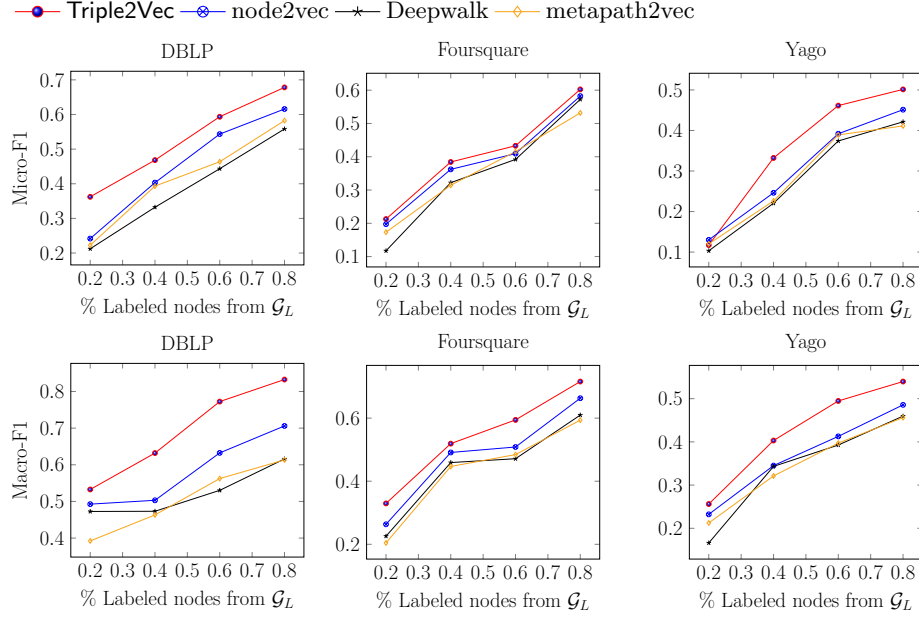 Triple2Vec node2vec Deepwalk metapath2vec
DBLP Foursquare Yago
Micro-F1
0.7 0.6 0.5 0.4 0.3 0.2
0.6 0.5 0.4 0.3 0.2 0.1
0.5 0.4 0.3 0.2 0.1
0.2 0.3 0.4 0.5 0.6 0.7 0.8
0.2 0.3 0.4 0.5 0.6 0.7 0.8
0.2 0.3 0.4 0.5 0.6 0.7 0.8
% Labeled nodes from 𝒢_L
% Labeled nodes from 𝒢_L
% Labeled nodes from 𝒢_L
DBLP Foursquare Yago
Macro-F1
0.8 0.7 0.6 0.5 0.4
0.6 0.4 0.2
0.5 0.4 0.3 0.2
0.2 0.3 0.4 0.5 0.6 0.7 0.8
0.2 0.3 0.4 0.5 0.6 0.7 0.8
0.2 0.3 0.4 0.5 0.6 0.7 0.8
% Labeled nodes from 𝒢_L
% Labeled nodes from 𝒢_L
% Labeled nodes from 𝒢_L